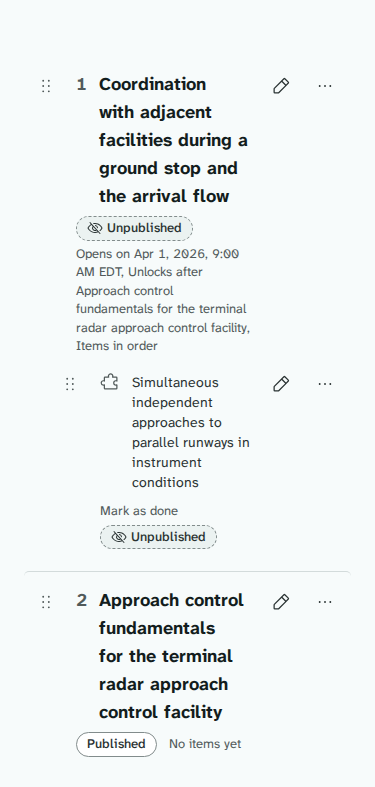 1 Coordination
with adjacent
facilities during a
ground stop and
the arrival flow
Unpublished
Opens on Apr 1, 2026, 9:00
AM EDT, Unlocks after
Approach control
fundamentals for the terminal
radar approach control facility,
Items in order
Simultaneous
independent
approaches to
parallel runways in
instrument
conditions
Mark as done
Unpublished
2 Approach control
fundamentals
for the terminal
radar approach
control facility
Published No items yet